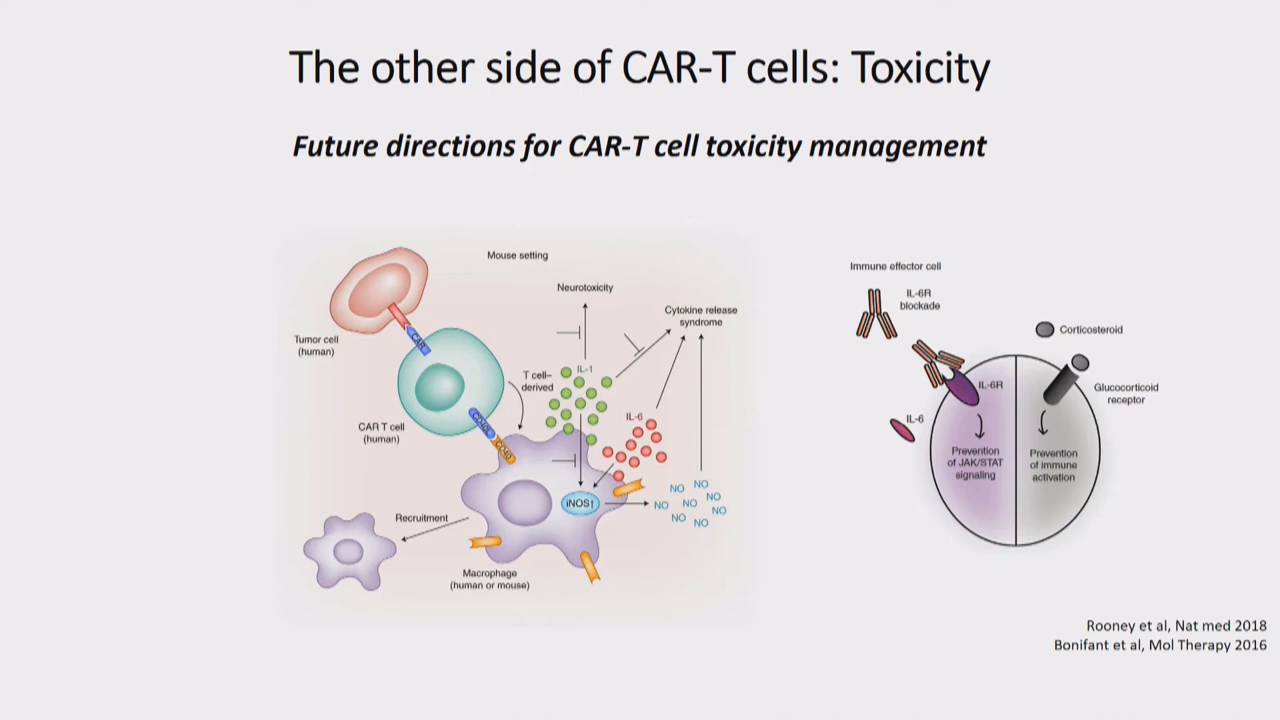 The other side of CAR-T cells: Toxicity
Future directions for CAR-T cell toxicity management
Mouse setting
Neurotoxicity
Cytokine release
syndrome
Tumor cell
(human)
CAR
T cell–
derived
IL-1
CAR T cell
(human)
CD40L
CD40
IL-6
iNOS↑
NO
NO
NO
NO
NO
NO
NO
NO
Recruitment
Macrophage
(human or mouse)
Immune effector cell
IL-6R
blockade
Corticosteroid
IL-6R
Glucocorticoid
receptor
IL-6
Prevention
of JAK/STAT
signaling
Prevention
of immune
activation
Rooney et al, Nat med 2018
Bonifant et al, Mol Therapy 2016